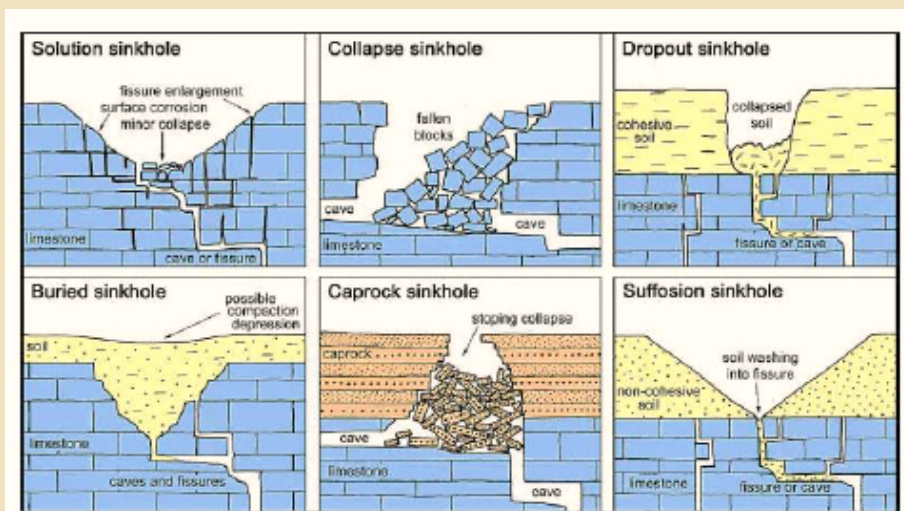 Solution sinkhole
fissure enlargement
surface corrosion
minor collapse
limestone
cave or fissure
Collapse sinkhole
fallen
blocks
cave
cave
limestone
Dropout sinkhole
collapsed
soil
cohesive
soil
limestone
fissure or cave
Buried sinkhole
possible
compaction
depression
soil
limestone
caves and fissures
Caprock sinkhole
stoping collapse
caprock
cave
limestone
cave
Suffosion sinkhole
soil washing
into fissure
non-cohesive
soil
limestone
fissure or cave